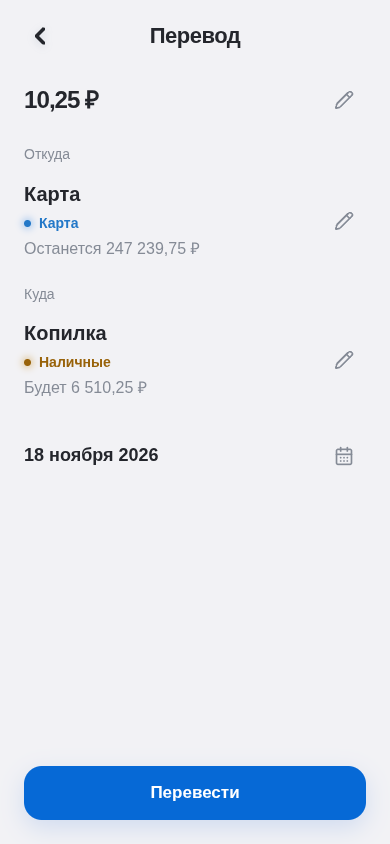 Перевод
10,25 ₽
Откуда
Карта
Карта
Останется 247 239,75 ₽
Куда
Копилка
Наличные
Будет 6 510,25 ₽
18 ноября 2026
Перевести